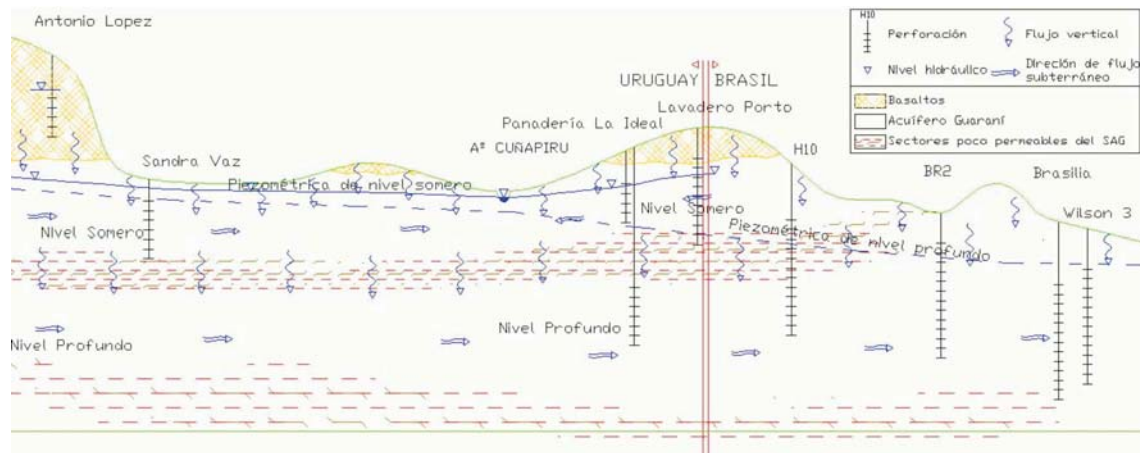 Antonio Lopez
H10
Perforación
Flujo vertical
Nivel hidráulico
Direción de flujo
subterráneo
Basaltos
Acuífero Guaraní
Sectores poco permeables del SAG
URUGUAY BRASIL
Lavadero Porto
Panadería La Ideal
Aº CUÑAPIRU
H10
Sandra Vaz
BR2
Brasilia
Wilson 3
Piezométrica de nivel somero
Nivel Somero
Nivel Somero
Piezométrica de nivel profundo
Nivel Profundo
Nivel Profundo